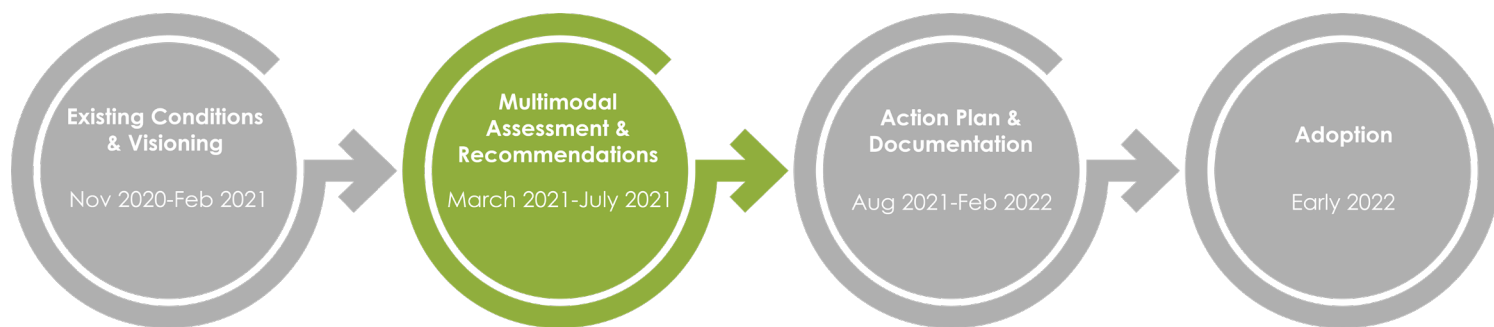 Existing Conditions
& Visioning
Nov 2020-Feb 2021
Multimodal
Assessment &
Recommendations
March 2021-July 2021
Action Plan &
Documentation
Aug 2021-Feb 2022
Adoption
Early 2022